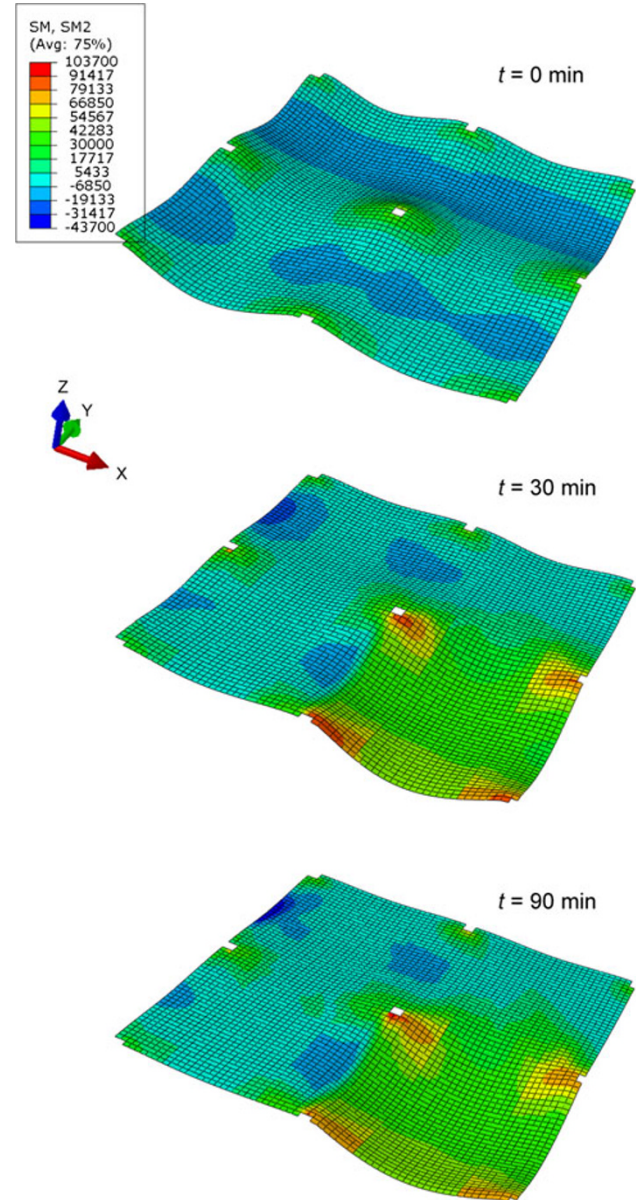 SM, SM2
(Avg: 75%)
103700
91417
79133
66850
54567
42283
30000
17717
5433
-6850
-19133
-31417
-43700
t = 0 min
Z
Y
X
t = 30 min
t = 90 min